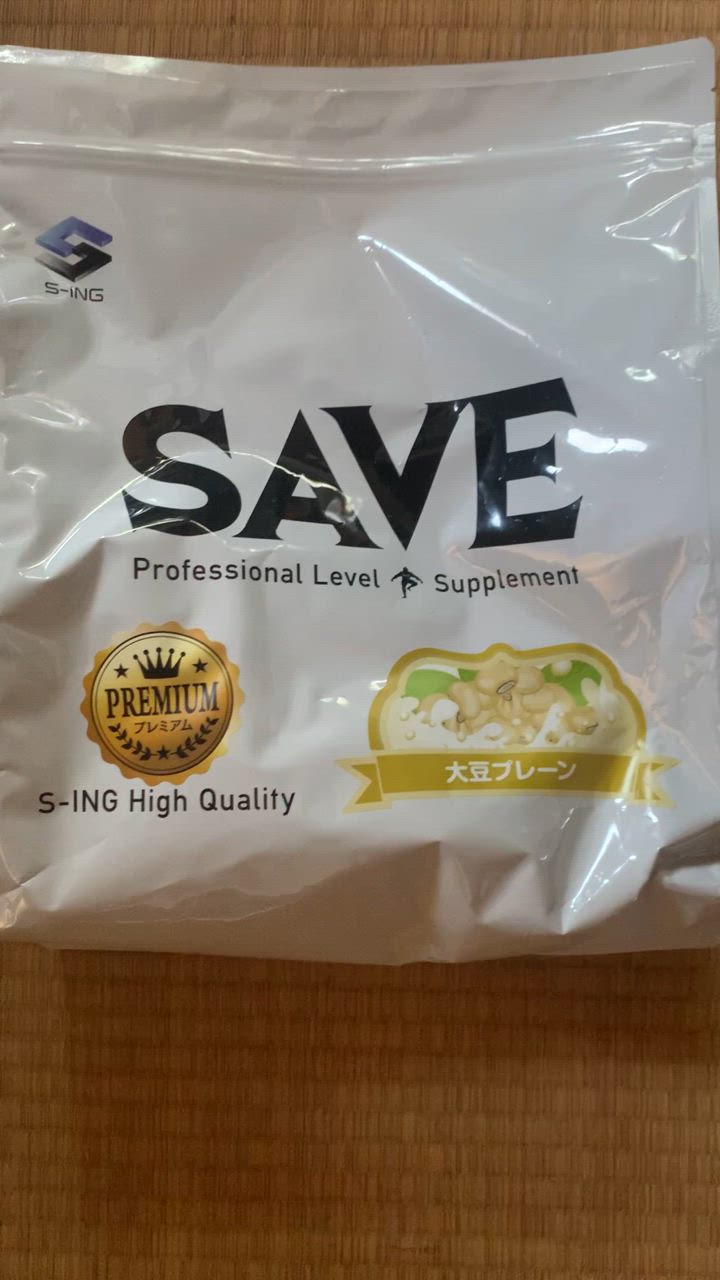 S-ING
SAVE
Professional Level Supplement
PREMIUM
プレミアム
S-ING High Quality
大豆プレーン